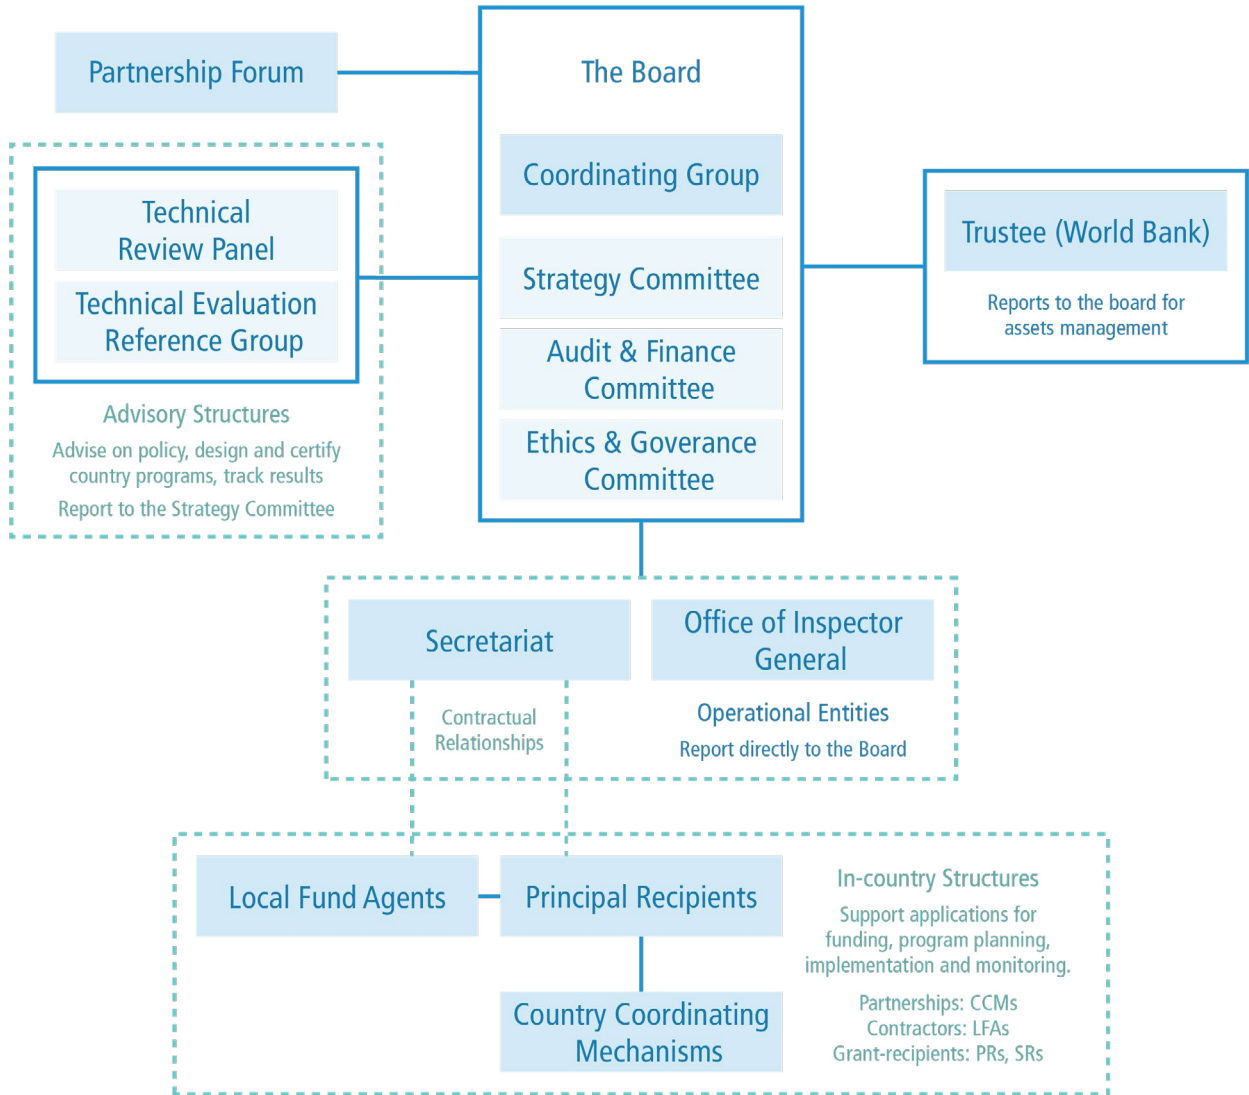 Partnership Forum
The Board
Coordinating Group
Strategy Committee
Audit & Finance
Committee
Ethics & Goverance
Committee
Technical
Review Panel
Technical Evaluation
Reference Group
Advisory Structures
Advise on policy, design and certify
country programs, track results
Report to the Strategy Committee
Trustee (World Bank)
Reports to the board for
assets management
Secretariat
Office of Inspector
General
Contractual
Relationships
Operational Entities
Report directly to the Board
Local Fund Agents
Principal Recipients
Country Coordinating
Mechanisms
In-country Structures
Support applications for
funding, program planning,
implementation and monitoring.
Partnerships: CCMs
Contractors: LFAs
Grant-recipients: PRs, SRs